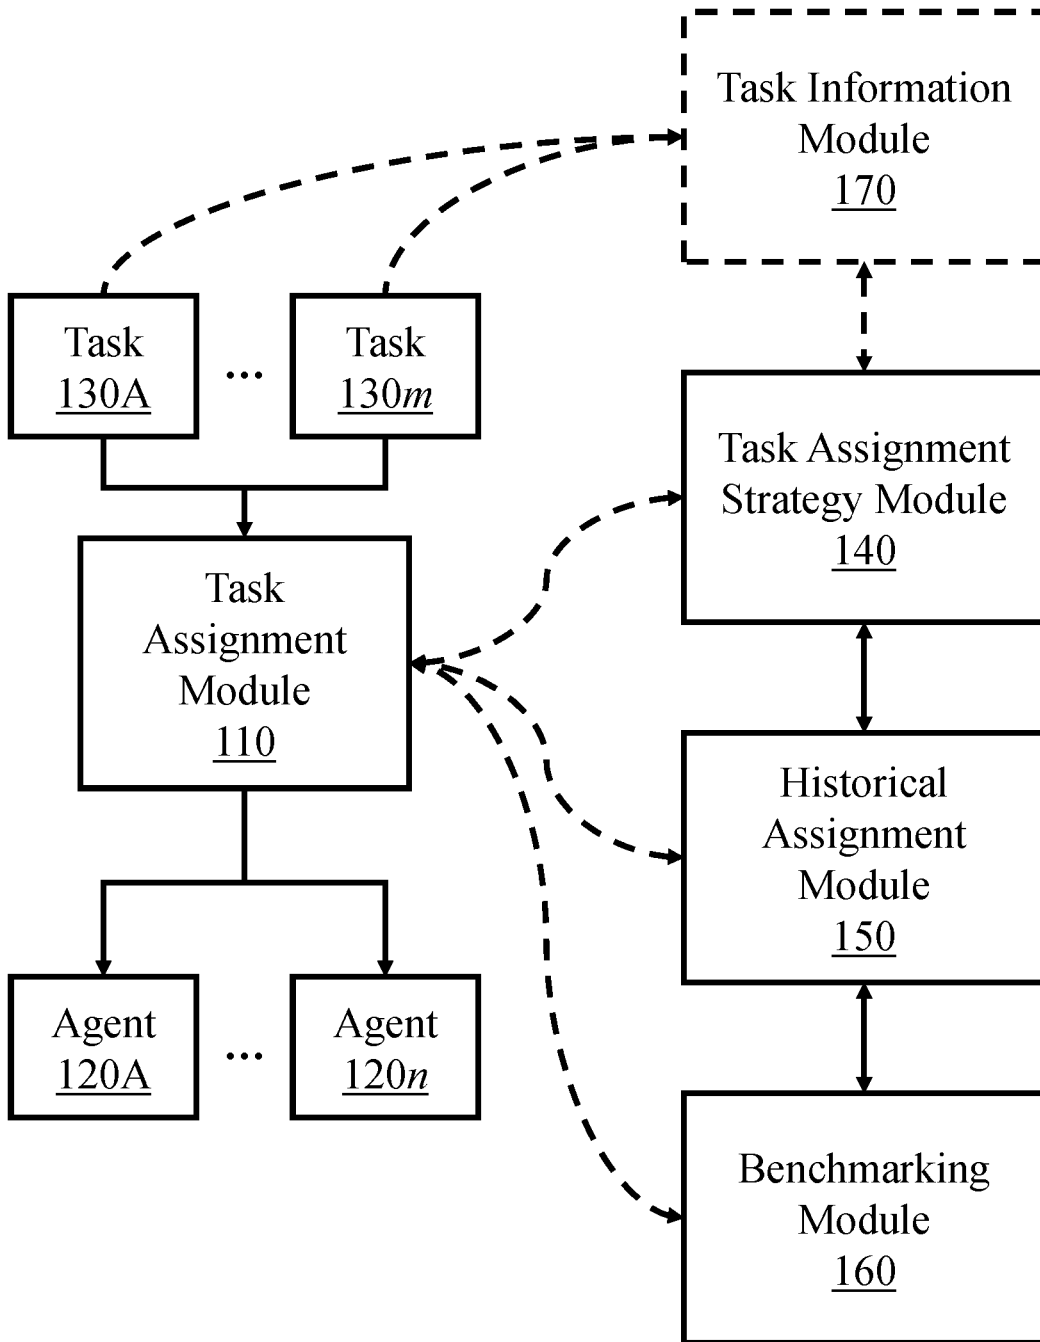 Task Information
Module
170
Task
130A
...
Task
130m
Task Assignment
Strategy Module
140
Task
Assignment
Module
110
Historical
Assignment
Module
150
Agent
120A
...
Agent
120n
Benchmarking
Module
160